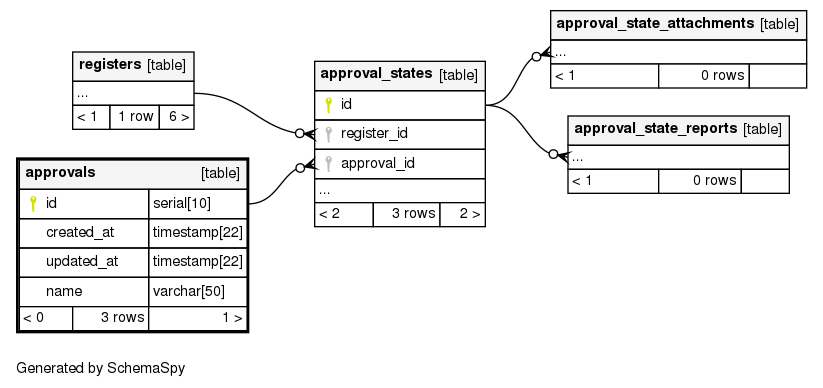 approval_state_attachments [table]
...
< 1 0 rows
registers [table]
...
< 1 1 row 6 >
approval_states [table]
id
register_id
approval_id
...
< 2 3 rows 2 >
approval_state_reports [table]
...
< 1 0 rows
approvals [table]
id serial[10]
created_at timestamp[22]
updated_at timestamp[22]
name varchar[50]
< 0 3 rows 1 >
Generated by SchemaSpy